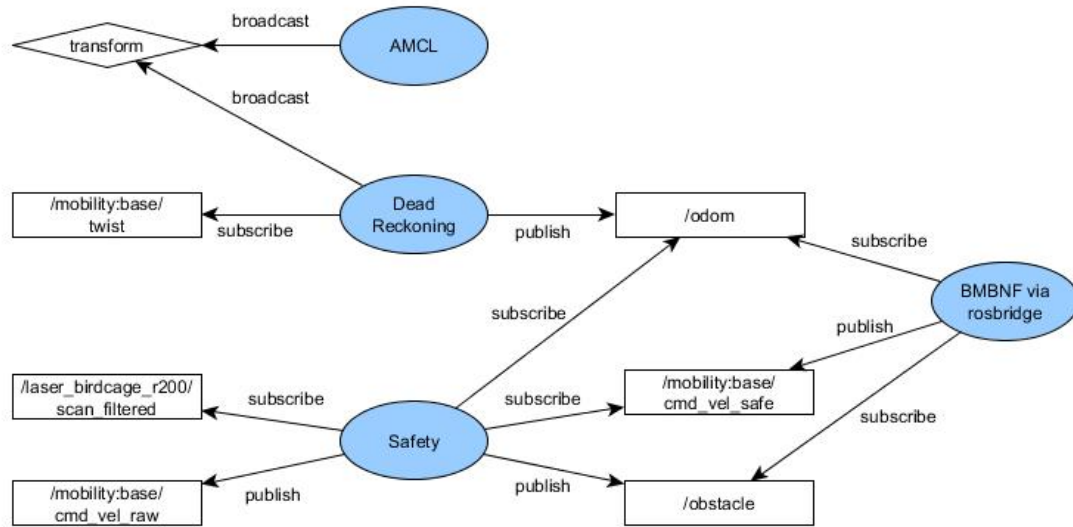 broadcast
transform
AMCL
broadcast
/mobility:base/
twist
subscribe
Dead
Reckoning
publish
/odom
subscribe
BMBNF via
rosbridge
subscribe
publish
/laser_birdcage_r200/
scan_filtered
subscribe
Safety
subscribe
/mobility:base/
cmd_vel_safe
subscribe
/mobility:base/
cmd_vel_raw
publish
publish
/obstacle